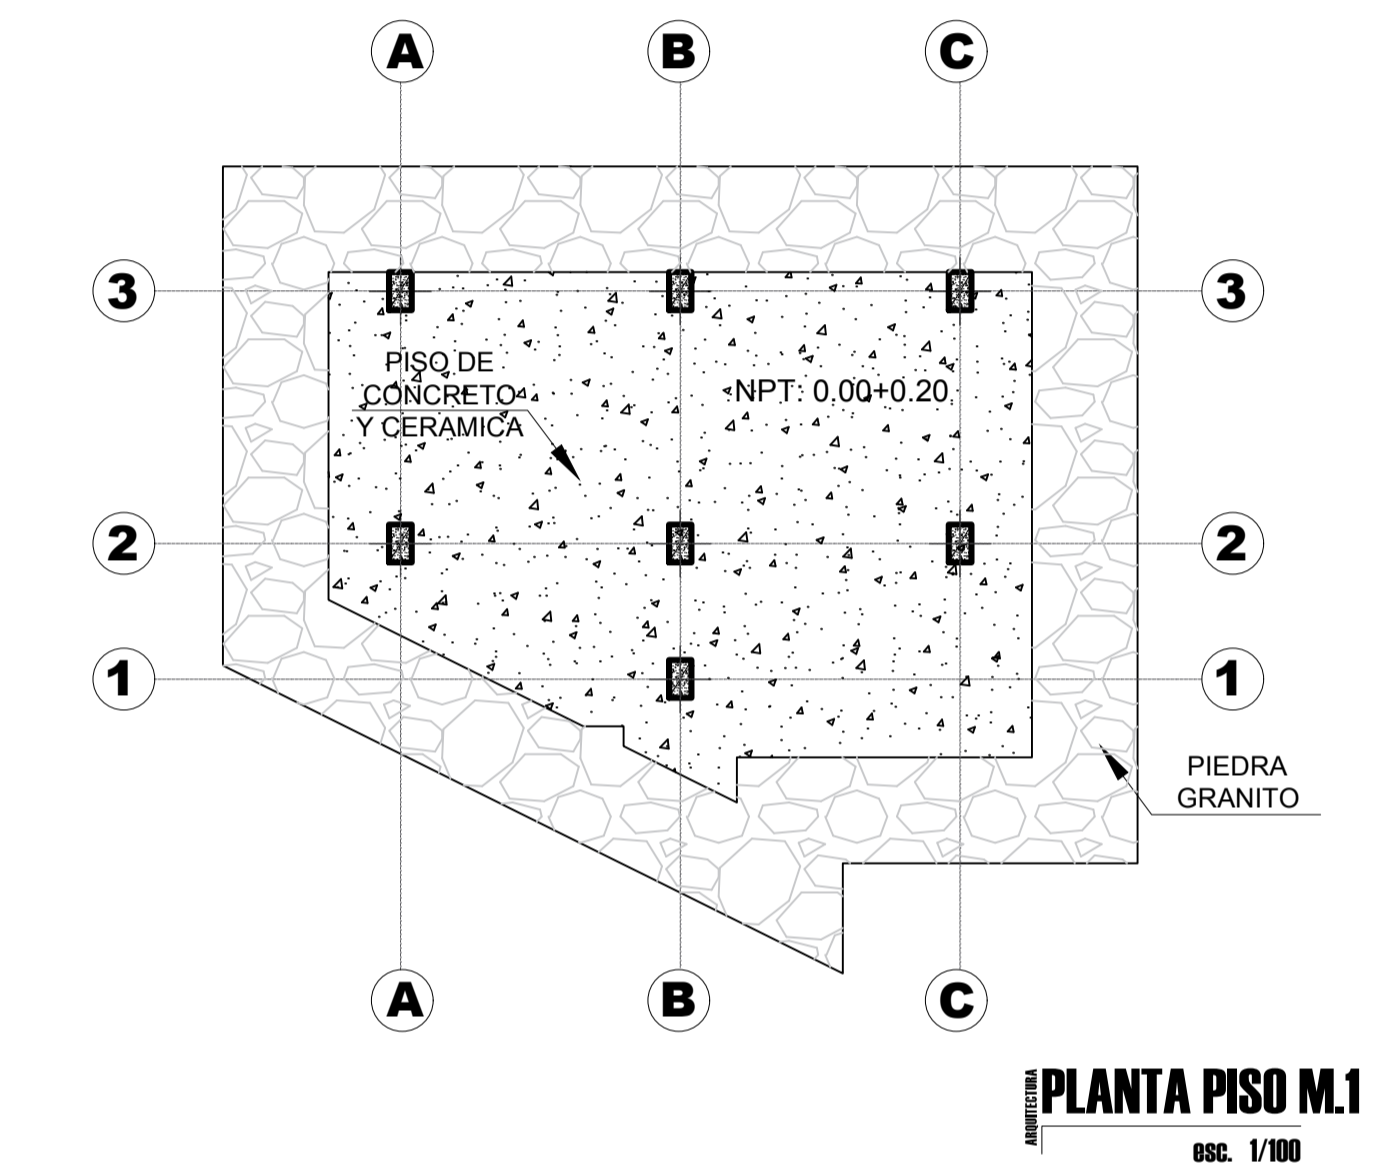 A B C
3 3
PISO DE
CONCRETO
Y CERAMICA
NPT: 0.00+0.20
2 2
1 1
PIEDRA
GRANITO
A B C
ARQUITECTURA
PLANTA PISO M.1
esc. 1/100